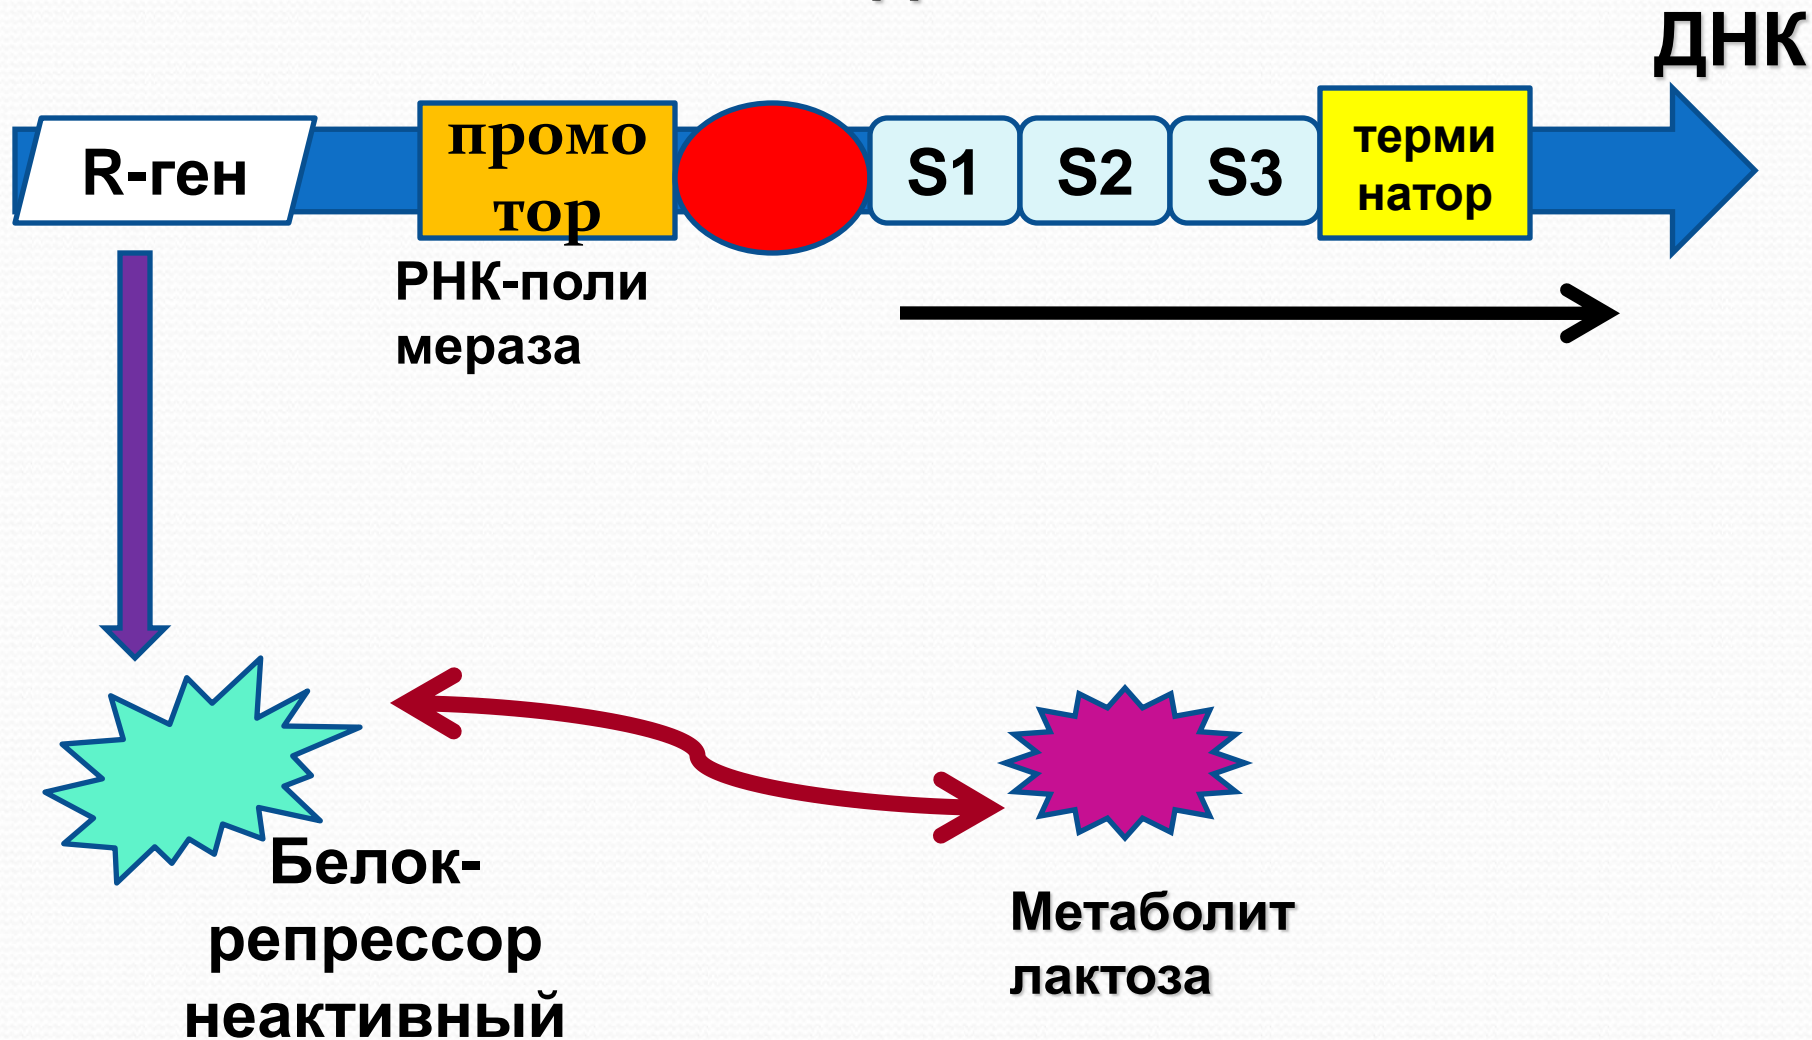 ДНК
R-ген
промо
тор
S1
S2
S3
терми
натор
РНК-поли
мераза
Белок-
репрессор
неактивный
Метаболит
лактоза